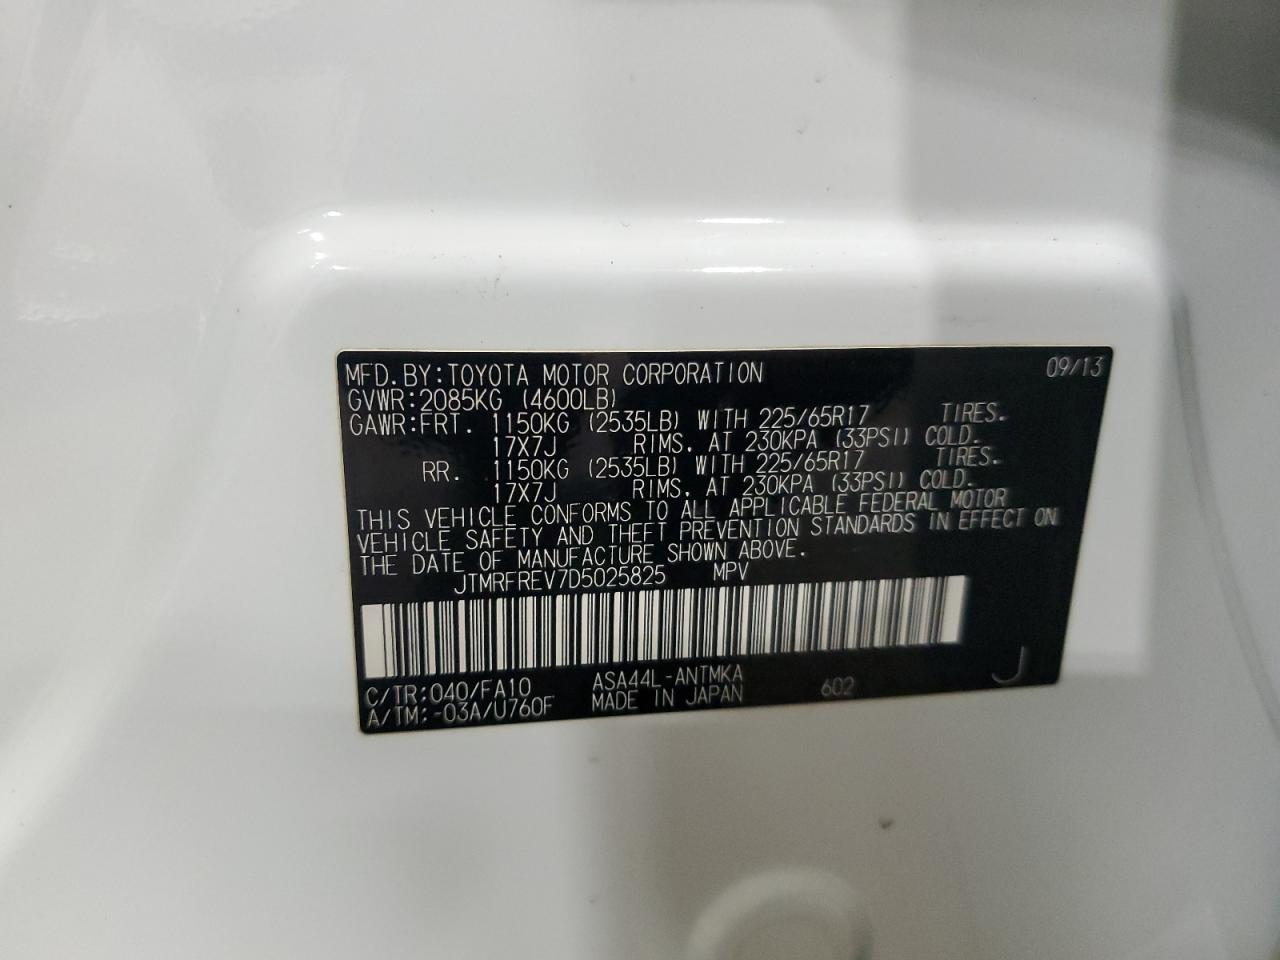 MFD. BY: TOYOTA MOTOR CORPORATION 09/13
GVWR: 2085KG (4600LB)
GAWR: FRT. 1150KG (2535LB) WITH 225/65R17 TIRES.
17X7J RIMS. AT 230KPA (33PSI) COLD.
RR. 1150KG (2535LB) WITH 225/65R17 TIRES.
17X7J RIMS. AT 230KPA (33PSI) COLD.
THIS VEHICLE CONFORMS TO ALL APPLICABLE FEDERAL MOTOR
VEHICLE SAFETY AND THEFT PREVENTION STANDARDS IN EFFECT ON
THE DATE OF MANUFACTURE SHOWN ABOVE.
JTMRFREV7D5025825 MPV
C/TR: 040/FA10 ASA44L-ANTMKA 602 J
A/TM: -03A/U760F MADE IN JAPAN